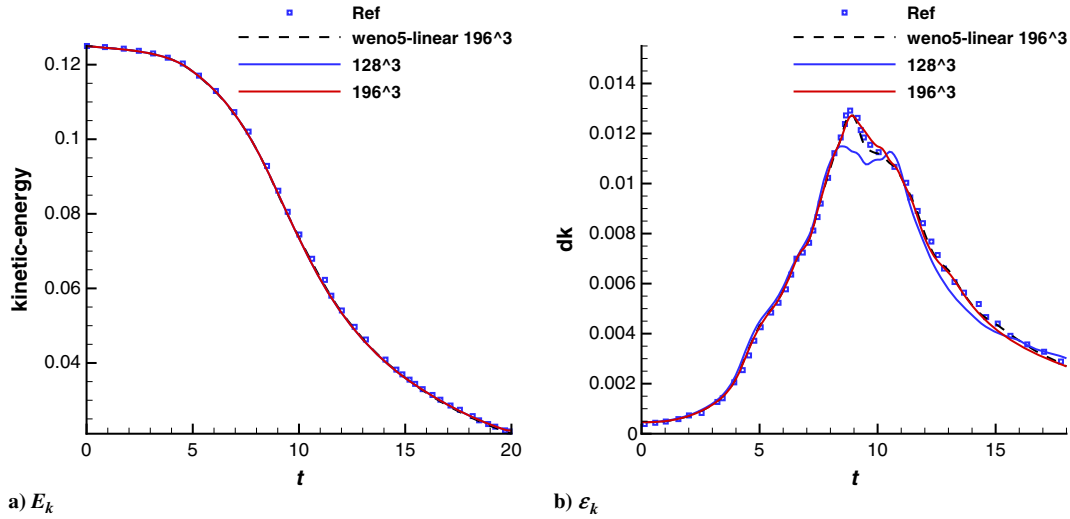 Ref
weno5-linear 196^3
128^3
196^3
0.12
0.1
0.08
0.06
0.04
kinetic-energy
0
5
10
15
20
t
a) E_k
Ref
weno5-linear 196^3
128^3
196^3
0.014
0.012
0.01
0.008
0.006
0.004
0.002
0
dk
0
5
10
15
t
b) ε_k